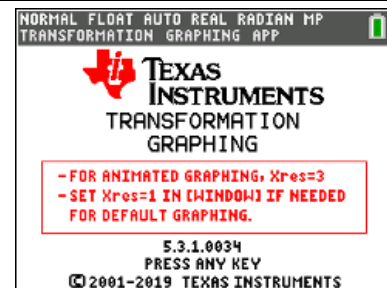 NORMAL FLOAT AUTO REAL RADIAN MP
TRANSFORMATION GRAPHING APP
TEXAS
INSTRUMENTS
TRANSFORMATION
GRAPHING
-FOR ANIMATED GRAPHING, Xres=3
-SET Xres=1 IN [WINDOW] IF NEEDED
FOR DEFAULT GRAPHING.
5.3.1.0034
PRESS ANY KEY
© 2001-2019 TEXAS INSTRUMENTS